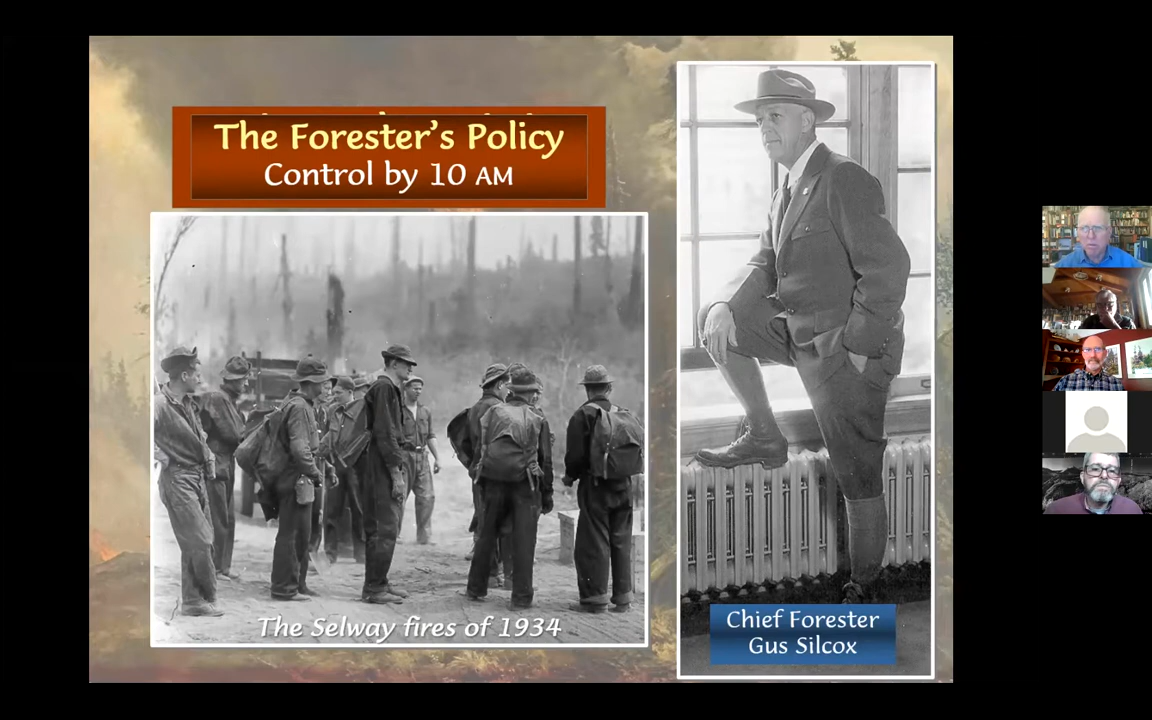 The Forester's Policy
Control by 10 AM
The Selway fires of 1934
Chief Forester
Gus Silcox